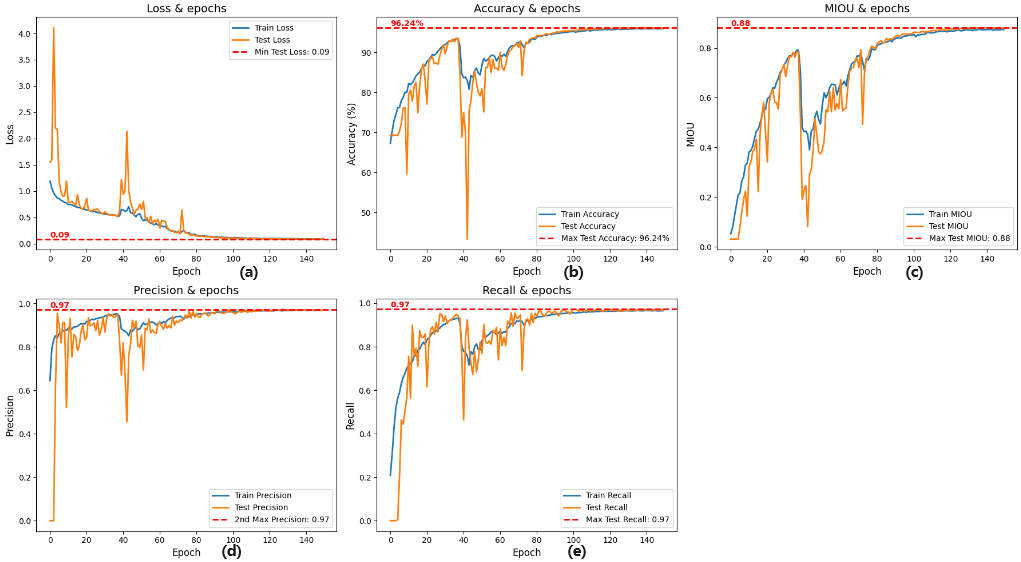 Loss & epochs
4.0
3.5
3.0
2.5
2.0
1.5
1.0
0.5
0.0
Loss
0.09
Train Loss
Test Loss
Min Test Loss: 0.09
0 20 40 60 80 100 120 140
Epoch
(a)
Accuracy & epochs
96.24%
90
80
70
60
50
Accuracy (%)
Train Accuracy
Test Accuracy
Max Test Accuracy: 96.24%
0 20 40 60 80 100 120 140
Epoch
(b)
MIOU & epochs
0.88
0.8
0.6
0.4
0.2
0.0
MIOU
Train MIOU
Test MIOU
Max Test MIOU: 0.88
0 20 40 60 80 100 120 140
Epoch
(c)
Precision & epochs
0.97
1.0
0.8
0.6
0.4
0.2
0.0
Precision
Train Precision
Test Precision
2nd Max Precision: 0.97
0 20 40 60 80 100 120 140
Epoch
(d)
Recall & epochs
0.97
1.0
0.8
0.6
0.4
0.2
0.0
Recall
Train Recall
Test Recall
Max Test Recall: 0.97
0 20 40 60 80 100 120 140
Epoch
(e)